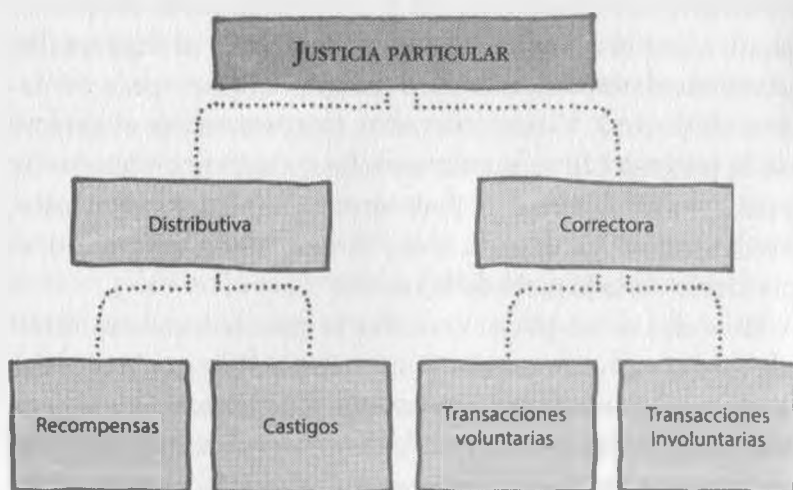 JUSTICIA PARTICULAR
Distributiva
Correctora
Recompensas
Castigos
Transacciones
voluntarias
Transacciones
involuntarias